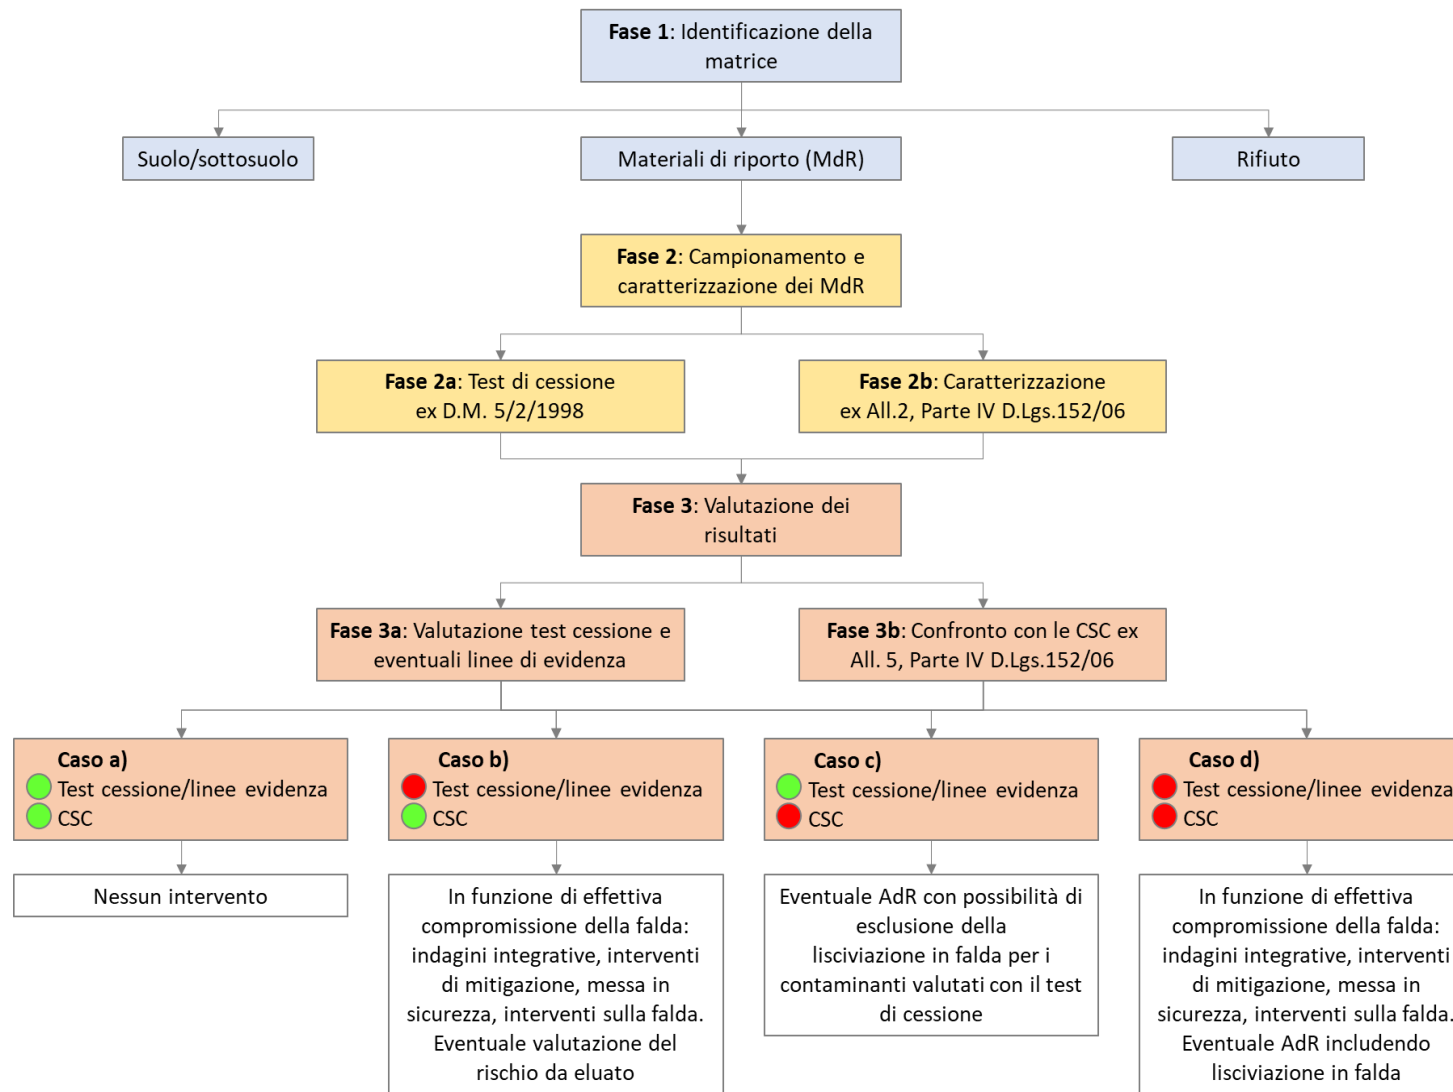 Fase 1: Identificazione della
matrice
Suolo/sottosuolo
Materiali di riporto (MdR)
Rifiuto
Fase 2: Campionamento e
caratterizzazione dei MdR
Fase 2a: Test di cessione
ex D.M. 5/2/1998
Fase 2b: Caratterizzazione
ex All.2, Parte IV D.Lgs.152/06
Fase 3: Valutazione dei
risultati
Fase 3a: Valutazione test cessione e
eventuali linee di evidenza
Fase 3b: Confronto con le CSC ex
All. 5, Parte IV D.Lgs.152/06
Caso a)
Test cessione/linee evidenza
CSC
Caso b)
Test cessione/linee evidenza
CSC
Caso c)
Test cessione/linee evidenza
CSC
Caso d)
Test cessione/linee evidenza
CSC
Nessun intervento
In funzione di effettiva
compromissione della falda:
indagini integrative, interventi
di mitigazione, messa in
sicurezza, interventi sulla falda.
Eventuale valutazione del
rischio da eluato
Eventuale AdR con possibilità di
esclusione della
lisciviazione in falda per i
contaminanti valutati con il test
di cessione
In funzione di effettiva
compromissione della falda:
indagini integrative, interventi
di mitigazione, messa in
sicurezza, interventi sulla falda.
Eventuale AdR includendo
lisciviazione in falda